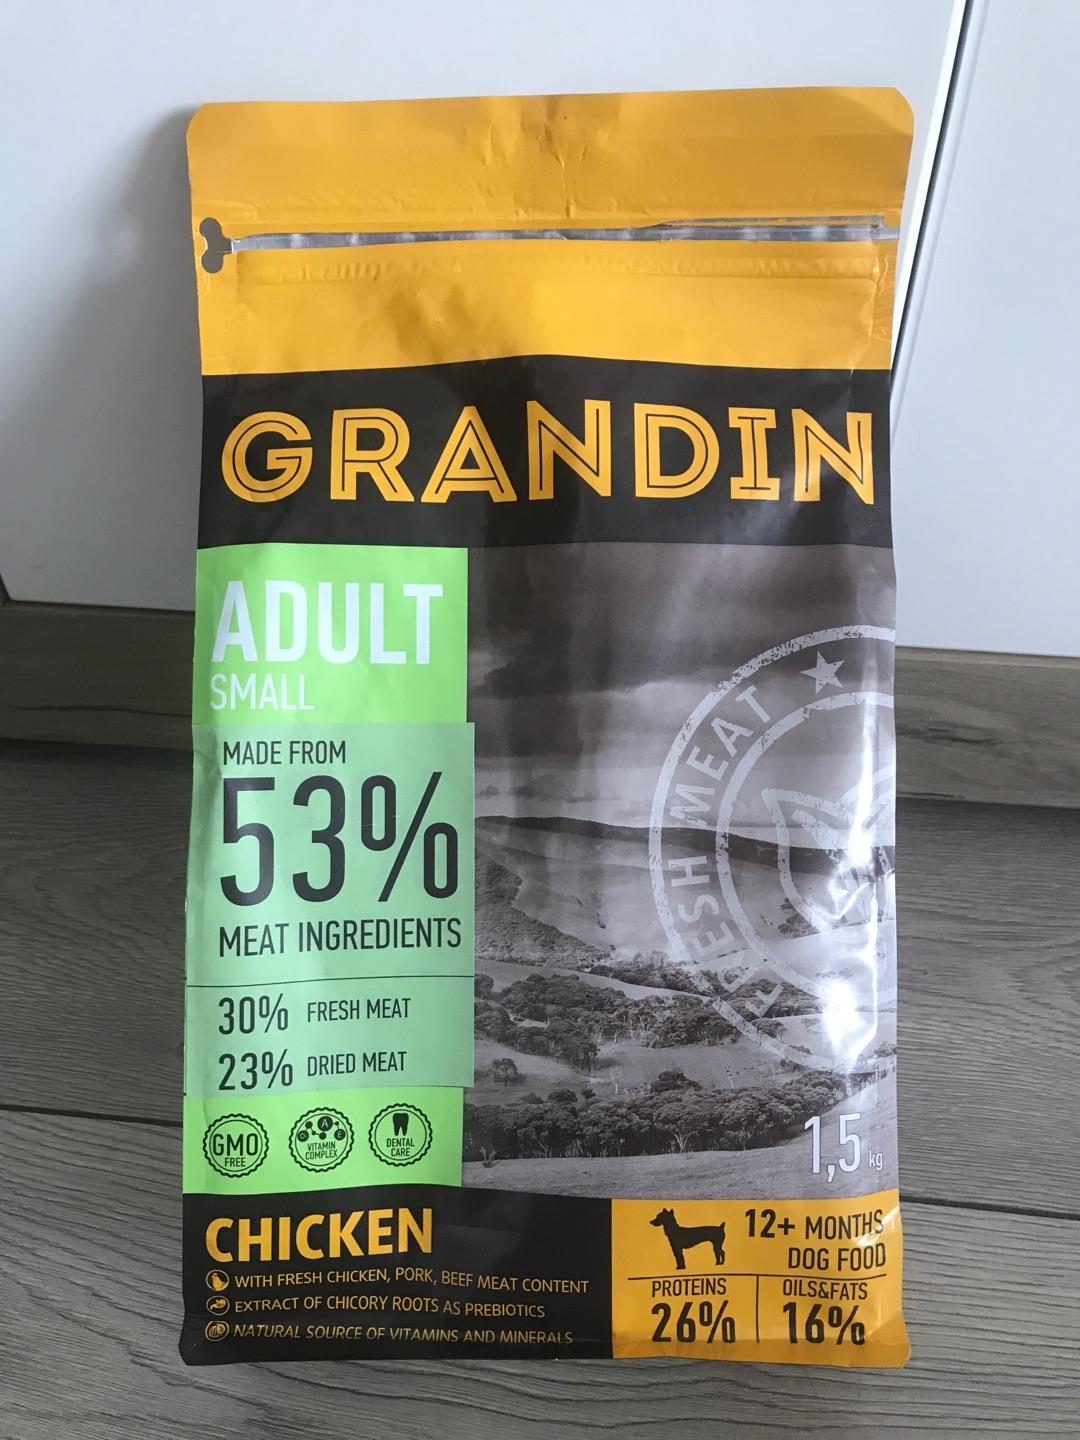 GRANDIN
ADULT
SMALL
MADE FROM
53%
MEAT INGREDIENTS
30% FRESH MEAT
23% DRIED MEAT
FRESH MEAT
GMO
FREE
D A E
VITAMIN
COMPLEX
DENTAL
CARE
1,5 kg
CHICKEN
WITH FRESH CHICKEN, PORK, BEEF MEAT CONTENT
EXTRACT OF CHICORY ROOTS AS PREBIOTICS
NATURAL SOURCE OF VITAMINS AND MINERALS
12+ MONTHS
DOG FOOD
PROTEINS
26%
OILS&FATS
16%